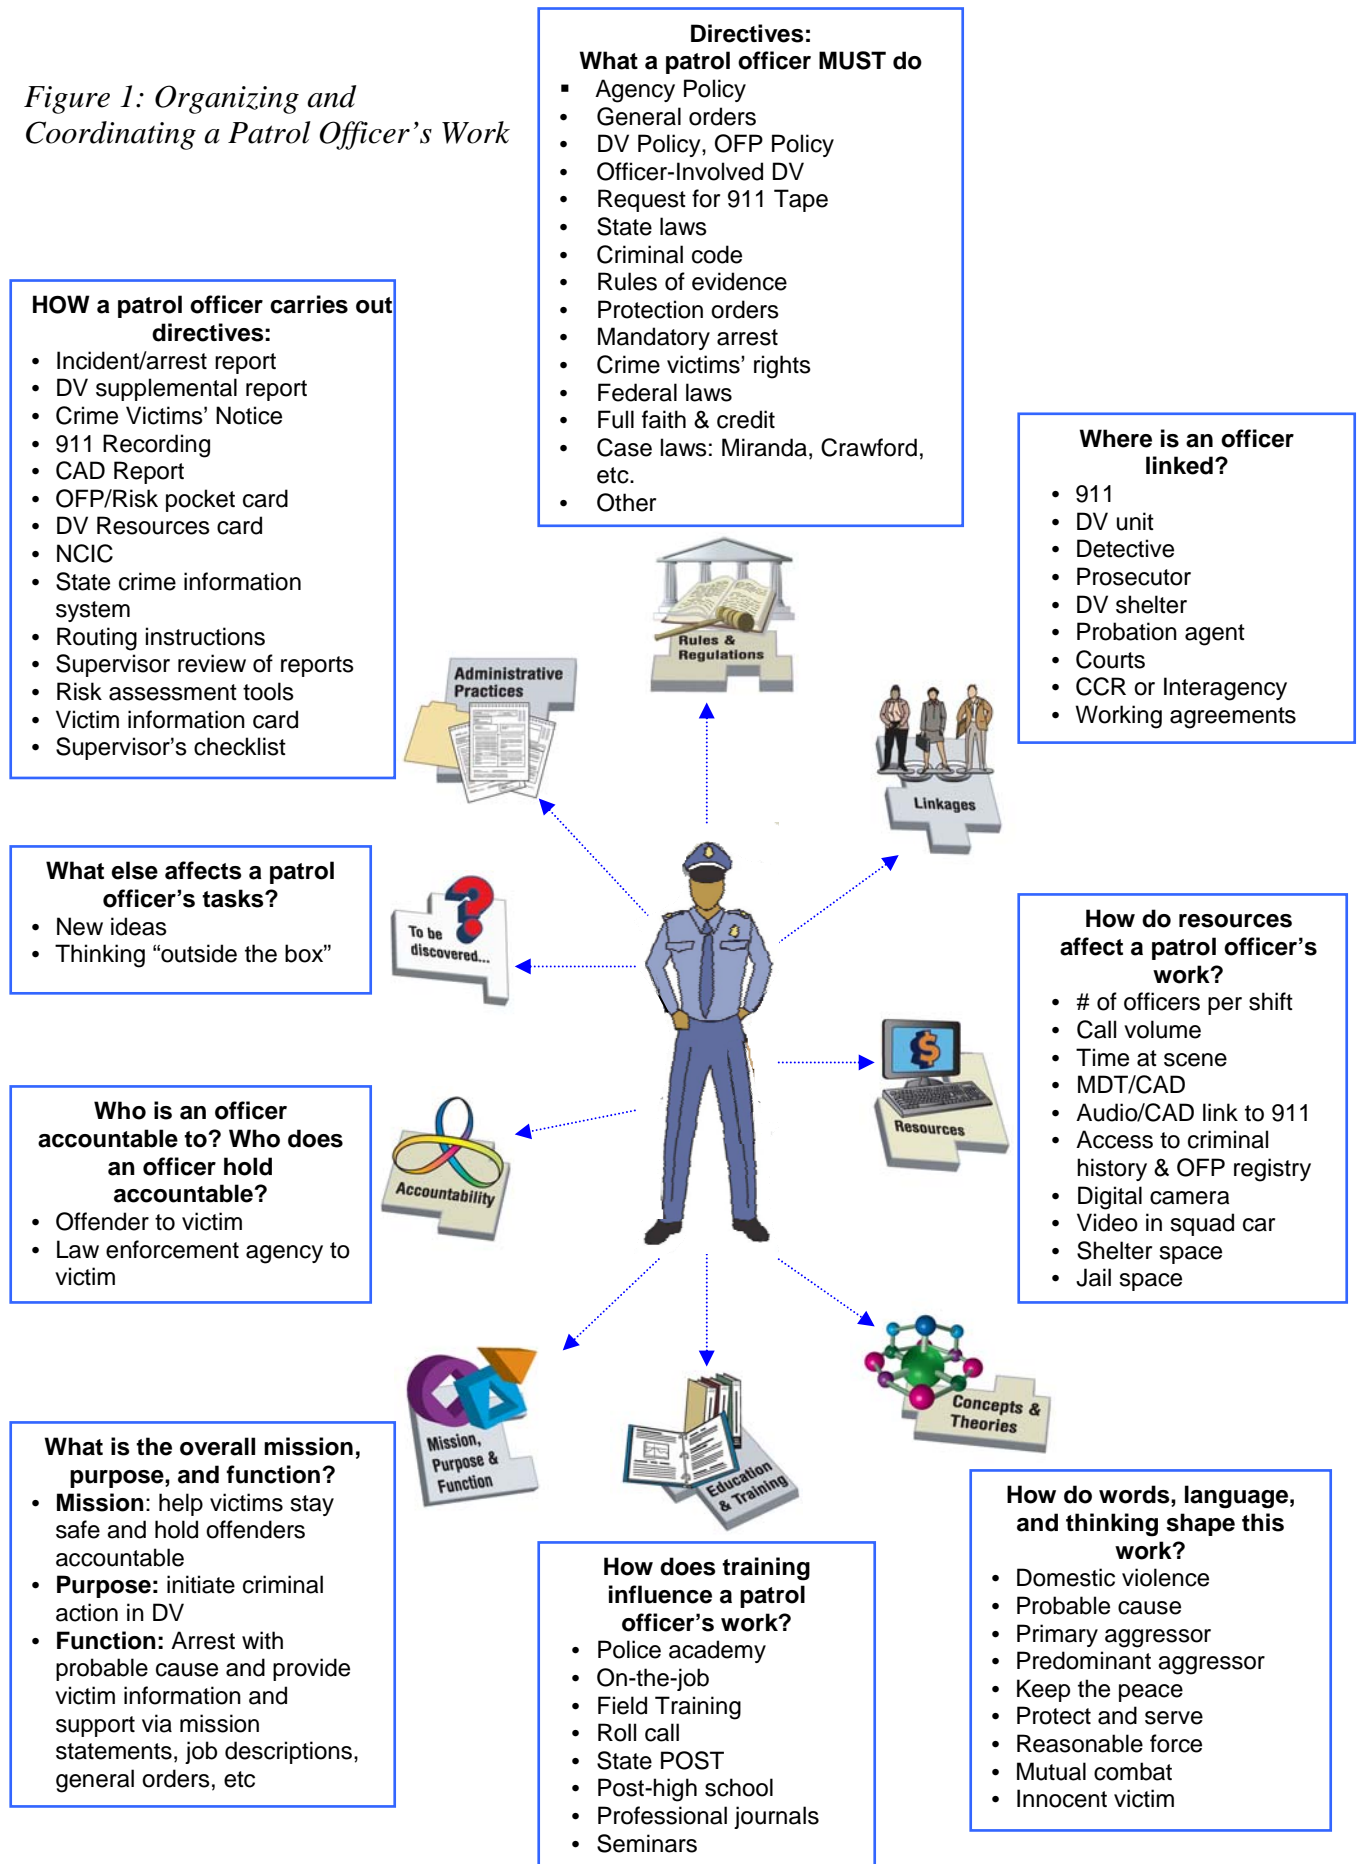 Figure 1: Organizing and
Coordinating a Patrol Officer's Work
Directives:
What a patrol officer MUST do
▪ Agency Policy
• General orders
• DV Policy, OFP Policy
• Officer-Involved DV
• Request for 911 Tape
• State laws
• Criminal code
• Rules of evidence
• Protection orders
• Mandatory arrest
• Crime victims' rights
• Federal laws
• Full faith & credit
• Case laws: Miranda, Crawford,
etc.
• Other
HOW a patrol officer carries out
directives:
• Incident/arrest report
• DV supplemental report
• Crime Victims' Notice
• 911 Recording
• CAD Report
• OFP/Risk pocket card
• DV Resources card
• NCIC
• State crime information
system
• Routing instructions
• Supervisor review of reports
• Risk assessment tools
• Victim information card
• Supervisor's checklist
Where is an officer
linked?
• 911
• DV unit
• Detective
• Prosecutor
• DV shelter
• Probation agent
• Courts
• CCR or Interagency
• Working agreements
Rules &
Regulations
Administrative
Practices
Linkages
What else affects a patrol
officer's tasks?
• New ideas
• Thinking "outside the box"
To be
discovered...
How do resources
affect a patrol officer's
work?
• # of officers per shift
• Call volume
• Time at scene
• MDT/CAD
• Audio/CAD link to 911
• Access to criminal
history & OFP registry
• Digital camera
• Video in squad car
• Shelter space
• Jail space
Resources
Who is an officer
accountable to? Who does
an officer hold
accountable?
• Offender to victim
• Law enforcement agency to
victim
Accountability
Mission,
Purpose &
Function
Education
& Training
Concepts &
Theories
What is the overall mission,
purpose, and function?
• Mission: help victims stay
safe and hold offenders
accountable
• Purpose: initiate criminal
action in DV
• Function: Arrest with
probable cause and provide
victim information and
support via mission
statements, job descriptions,
general orders, etc
How does training
influence a patrol
officer's work?
• Police academy
• On-the-job
• Field Training
• Roll call
• State POST
• Post-high school
• Professional journals
• Seminars
How do words, language,
and thinking shape this
work?
• Domestic violence
• Probable cause
• Primary aggressor
• Predominant aggressor
• Keep the peace
• Protect and serve
• Reasonable force
• Mutual combat
• Innocent victim